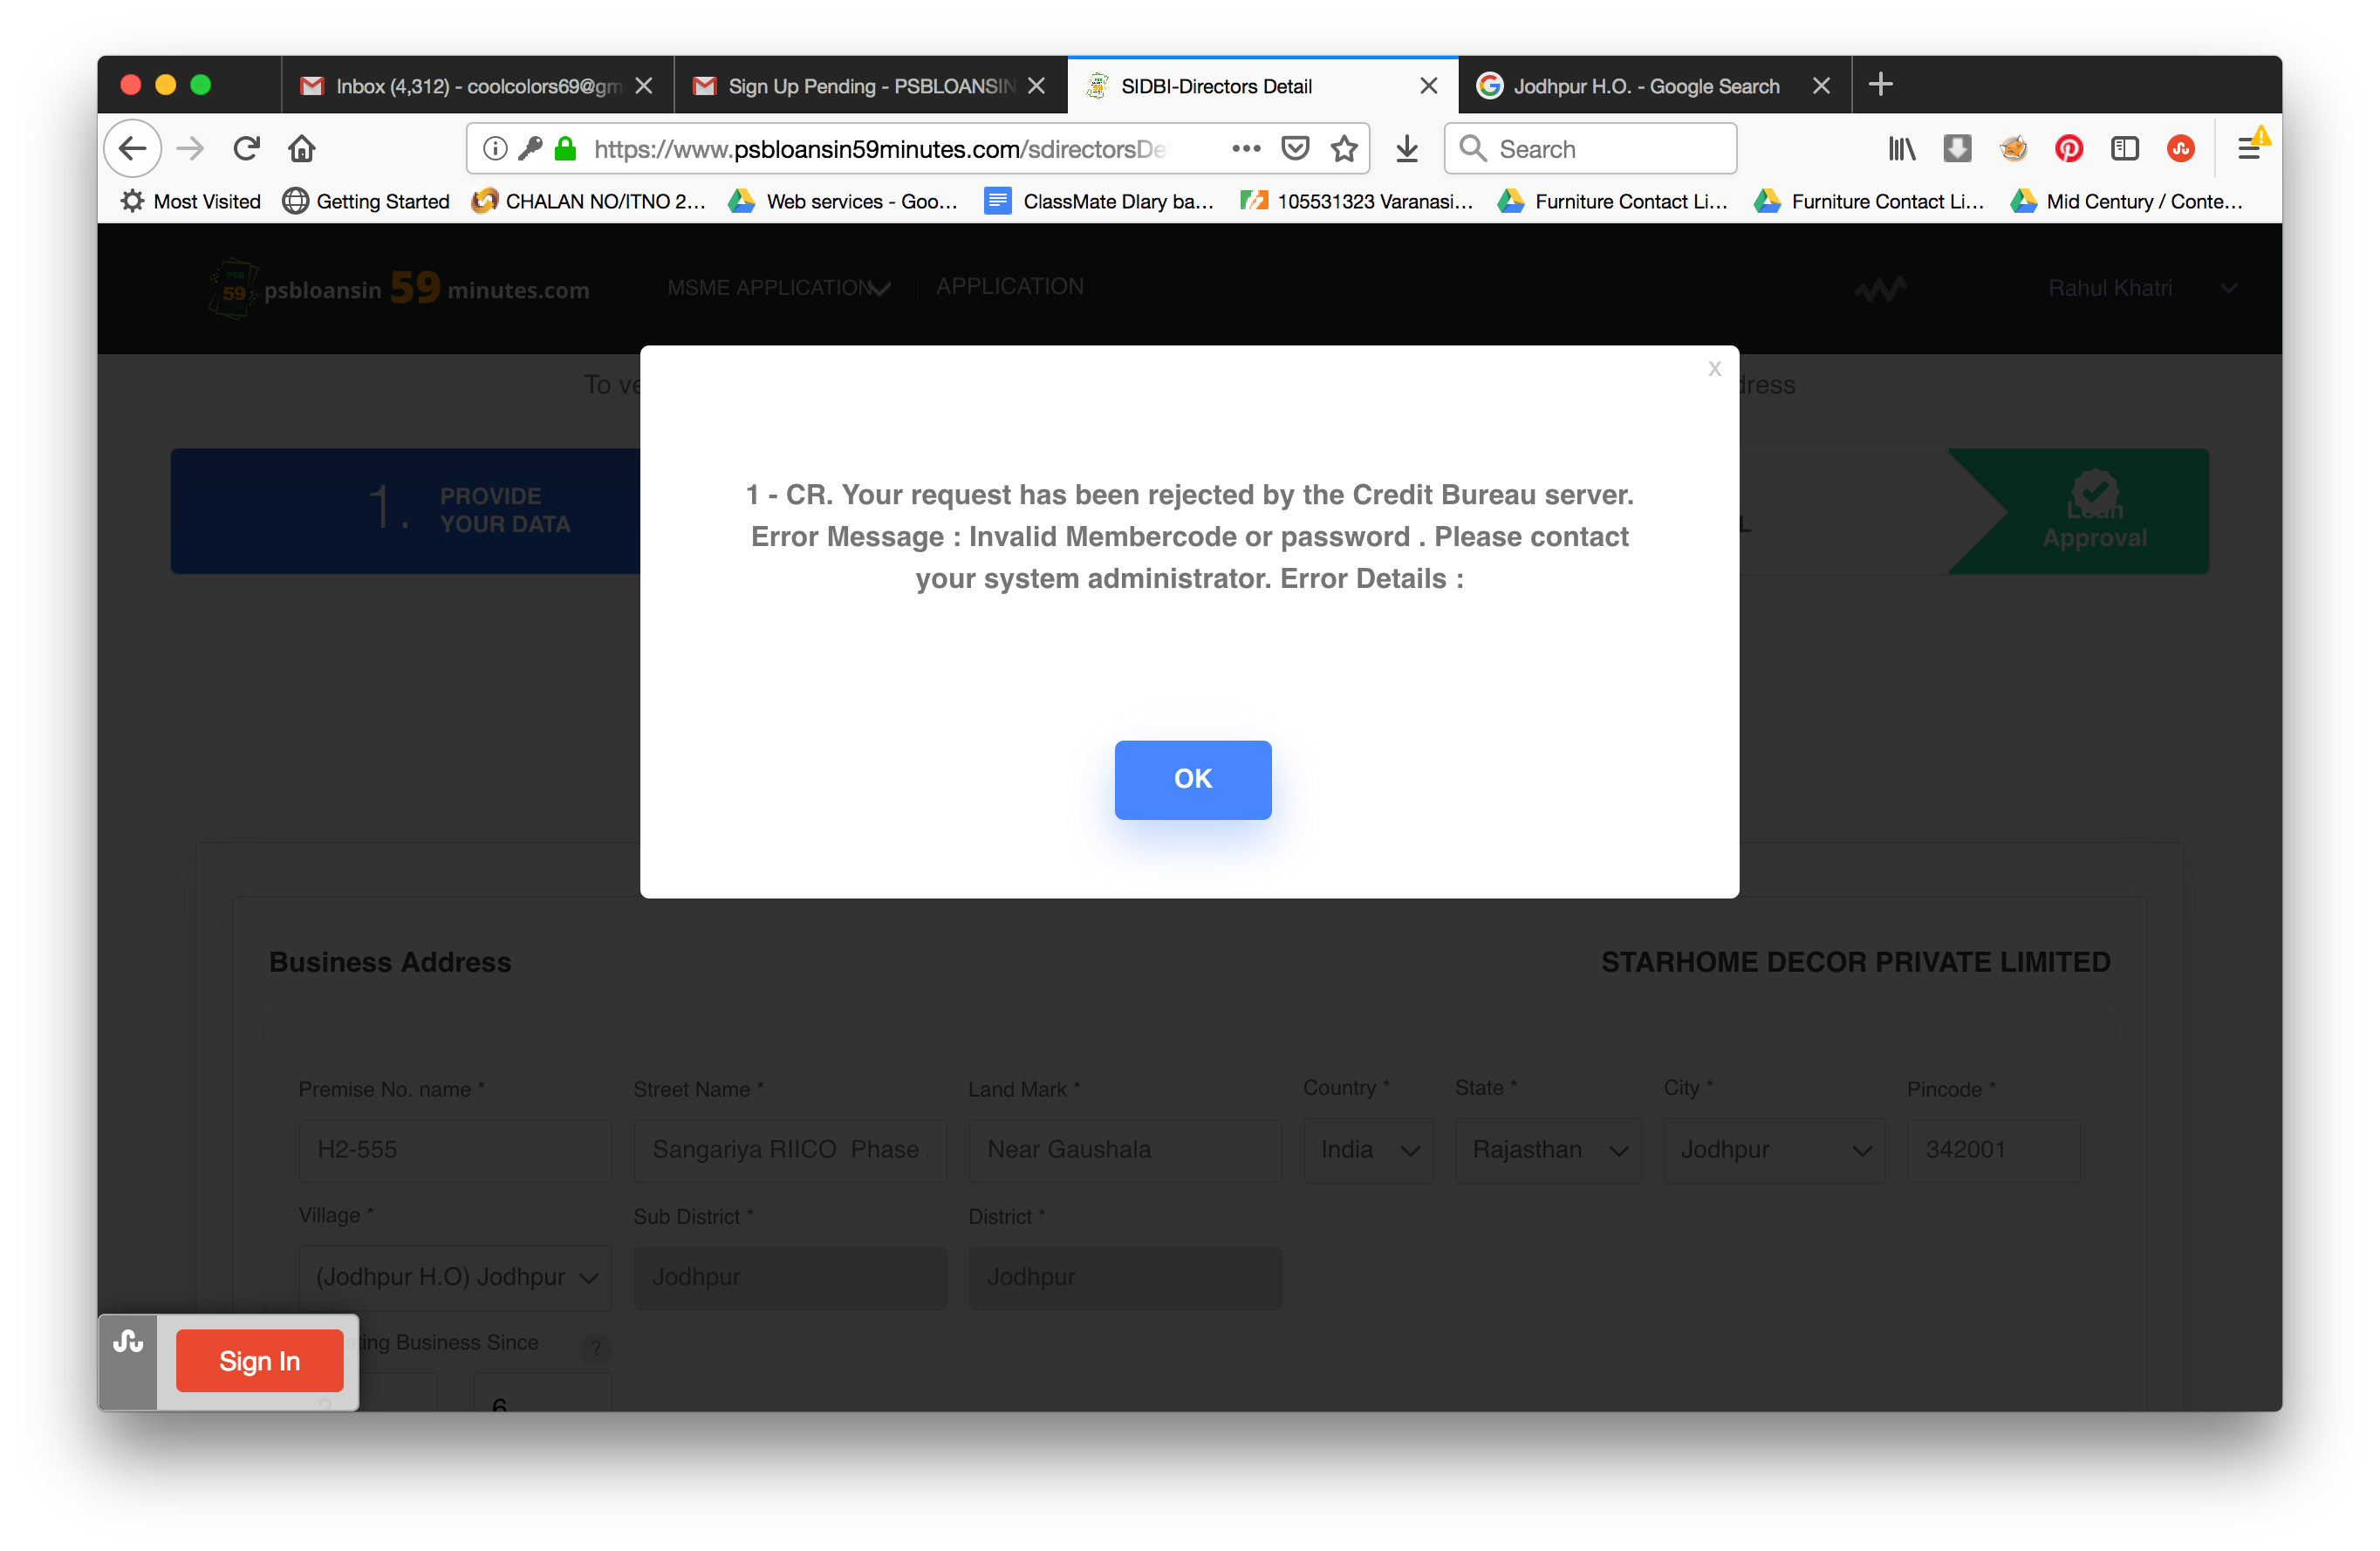 Inbox (4,312) - coolcolors69@gm
Sign Up Pending - PSBLOANSIN
SIDBI-Directors Detail
Jodhpur H.O. - Google Search
https://www.psbloansin59minutes.com/sdirectorsDe
Search
Most Visited
Getting Started
CHALAN NO/ITNO 2...
Web services - Goo...
ClassMate DIary ba...
105531323 Varanasi...
Furniture Contact Li...
Furniture Contact Li...
Mid Century / Conte...
PSB 59
psbloansin 59 minutes.com
MSME APPLICATION
APPLICATION
Rahul Khatri
x
To ve
dress
1. PROVIDE
YOUR DATA
L
Loan
Approval
1 - CR. Your request has been rejected by the Credit Bureau server.
Error Message : Invalid Membercode or password . Please contact
your system administrator. Error Details :
OK
Business Address
STARHOME DECOR PRIVATE LIMITED
Premise No. name *
Street Name *
Land Mark *
Country *
State *
City *
Pincode *
H2-555
Sangariya RIICO Phase
Near Gaushala
India
Rajasthan
Jodhpur
342001
Village *
Sub District *
District *
(Jodhpur H.O) Jodhpur
Jodhpur
Jodhpur
ting Business Since
?
Sign In
6